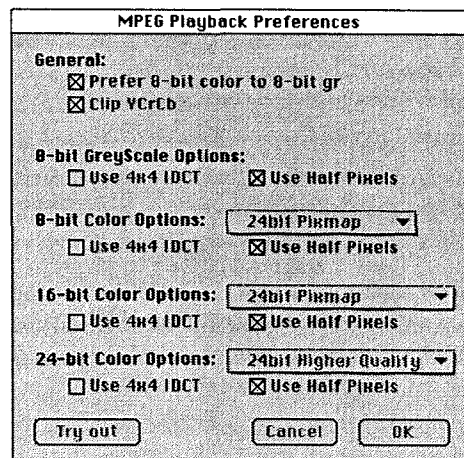 MPEG Playback Preferences
General:
Prefer 8-bit color to 8-bit gr
Clip YCrCb
8-bit GreyScale Options:
Use 4x4 IDCT Use Half Pixels
8-bit Color Options: 24bit Pixmap
Use 4x4 IDCT Use Half Pixels
16-bit Color Options: 24bit Pixmap
Use 4x4 IDCT Use Half Pixels
24-bit Color Options: 24bit Higher Quality
Use 4x4 IDCT Use Half Pixels
Try out Cancel OK